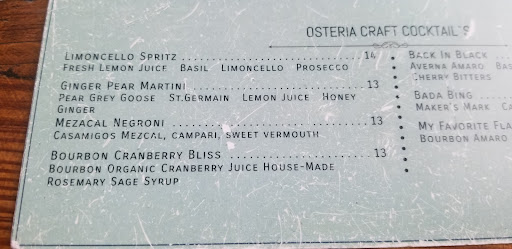 OSTERIA CRAFT COCKTAIL'S
LIMONCELLO SPRITZ 14
FRESH LEMON JUICE BASIL LIMONCELLO PROSECCO
GINGER PEAR MARTINI 13
PEAR GREY GOOSE ST.GERMAIN LEMON JUICE HONEY
GINGER
MEZACAL NEGRONI 13
CASAMIGOS MEZCAL, CAMPARI, SWEET VERMOUTH
BOURBON CRANBERRY BLISS 13
BOURBON ORGANIC CRANBERRY JUICE HOUSE-MADE
ROSEMARY SAGE SYRUP
BACK IN BLACK
AVERNA AMARO BAS
CHERRY BITTERS
BADA BING
MAKER'S MARK CA
MY FAVORITE FLA
BOURBON AMARO